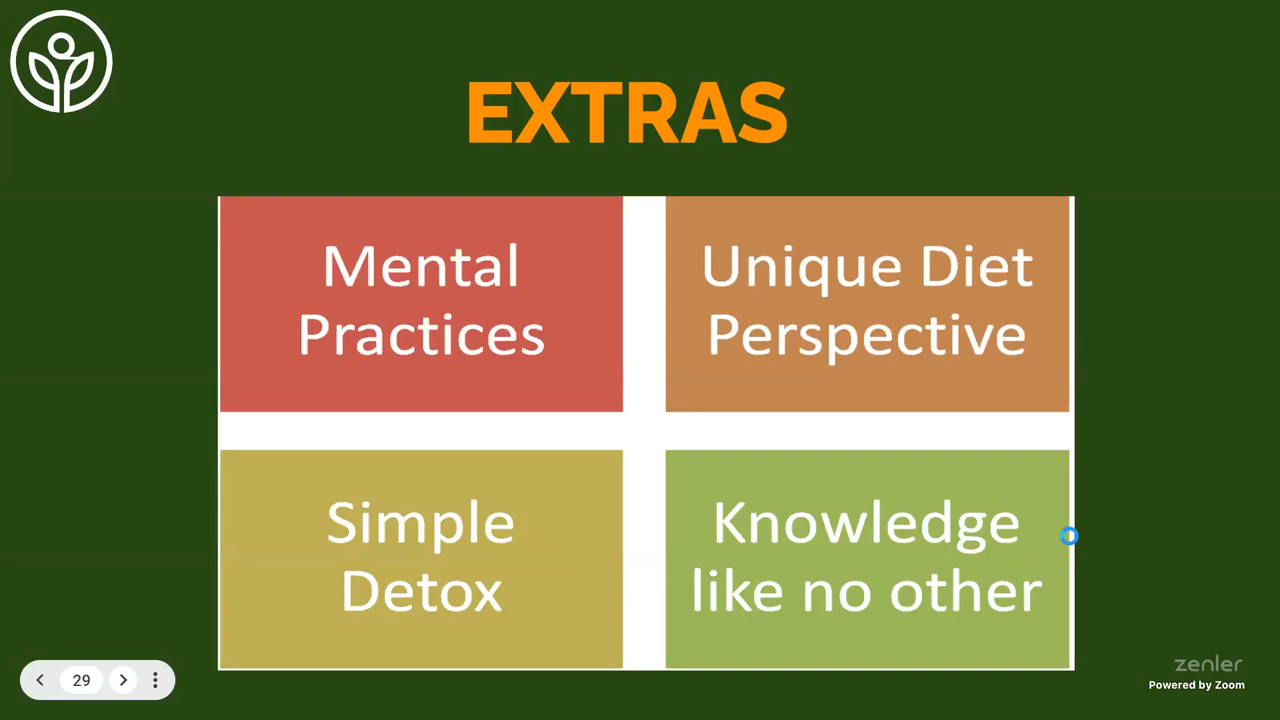 EXTRAS
Mental
Practices
Unique Diet
Perspective
Simple
Detox
Knowledge
like no other
29
zenler
Powered by Zoom